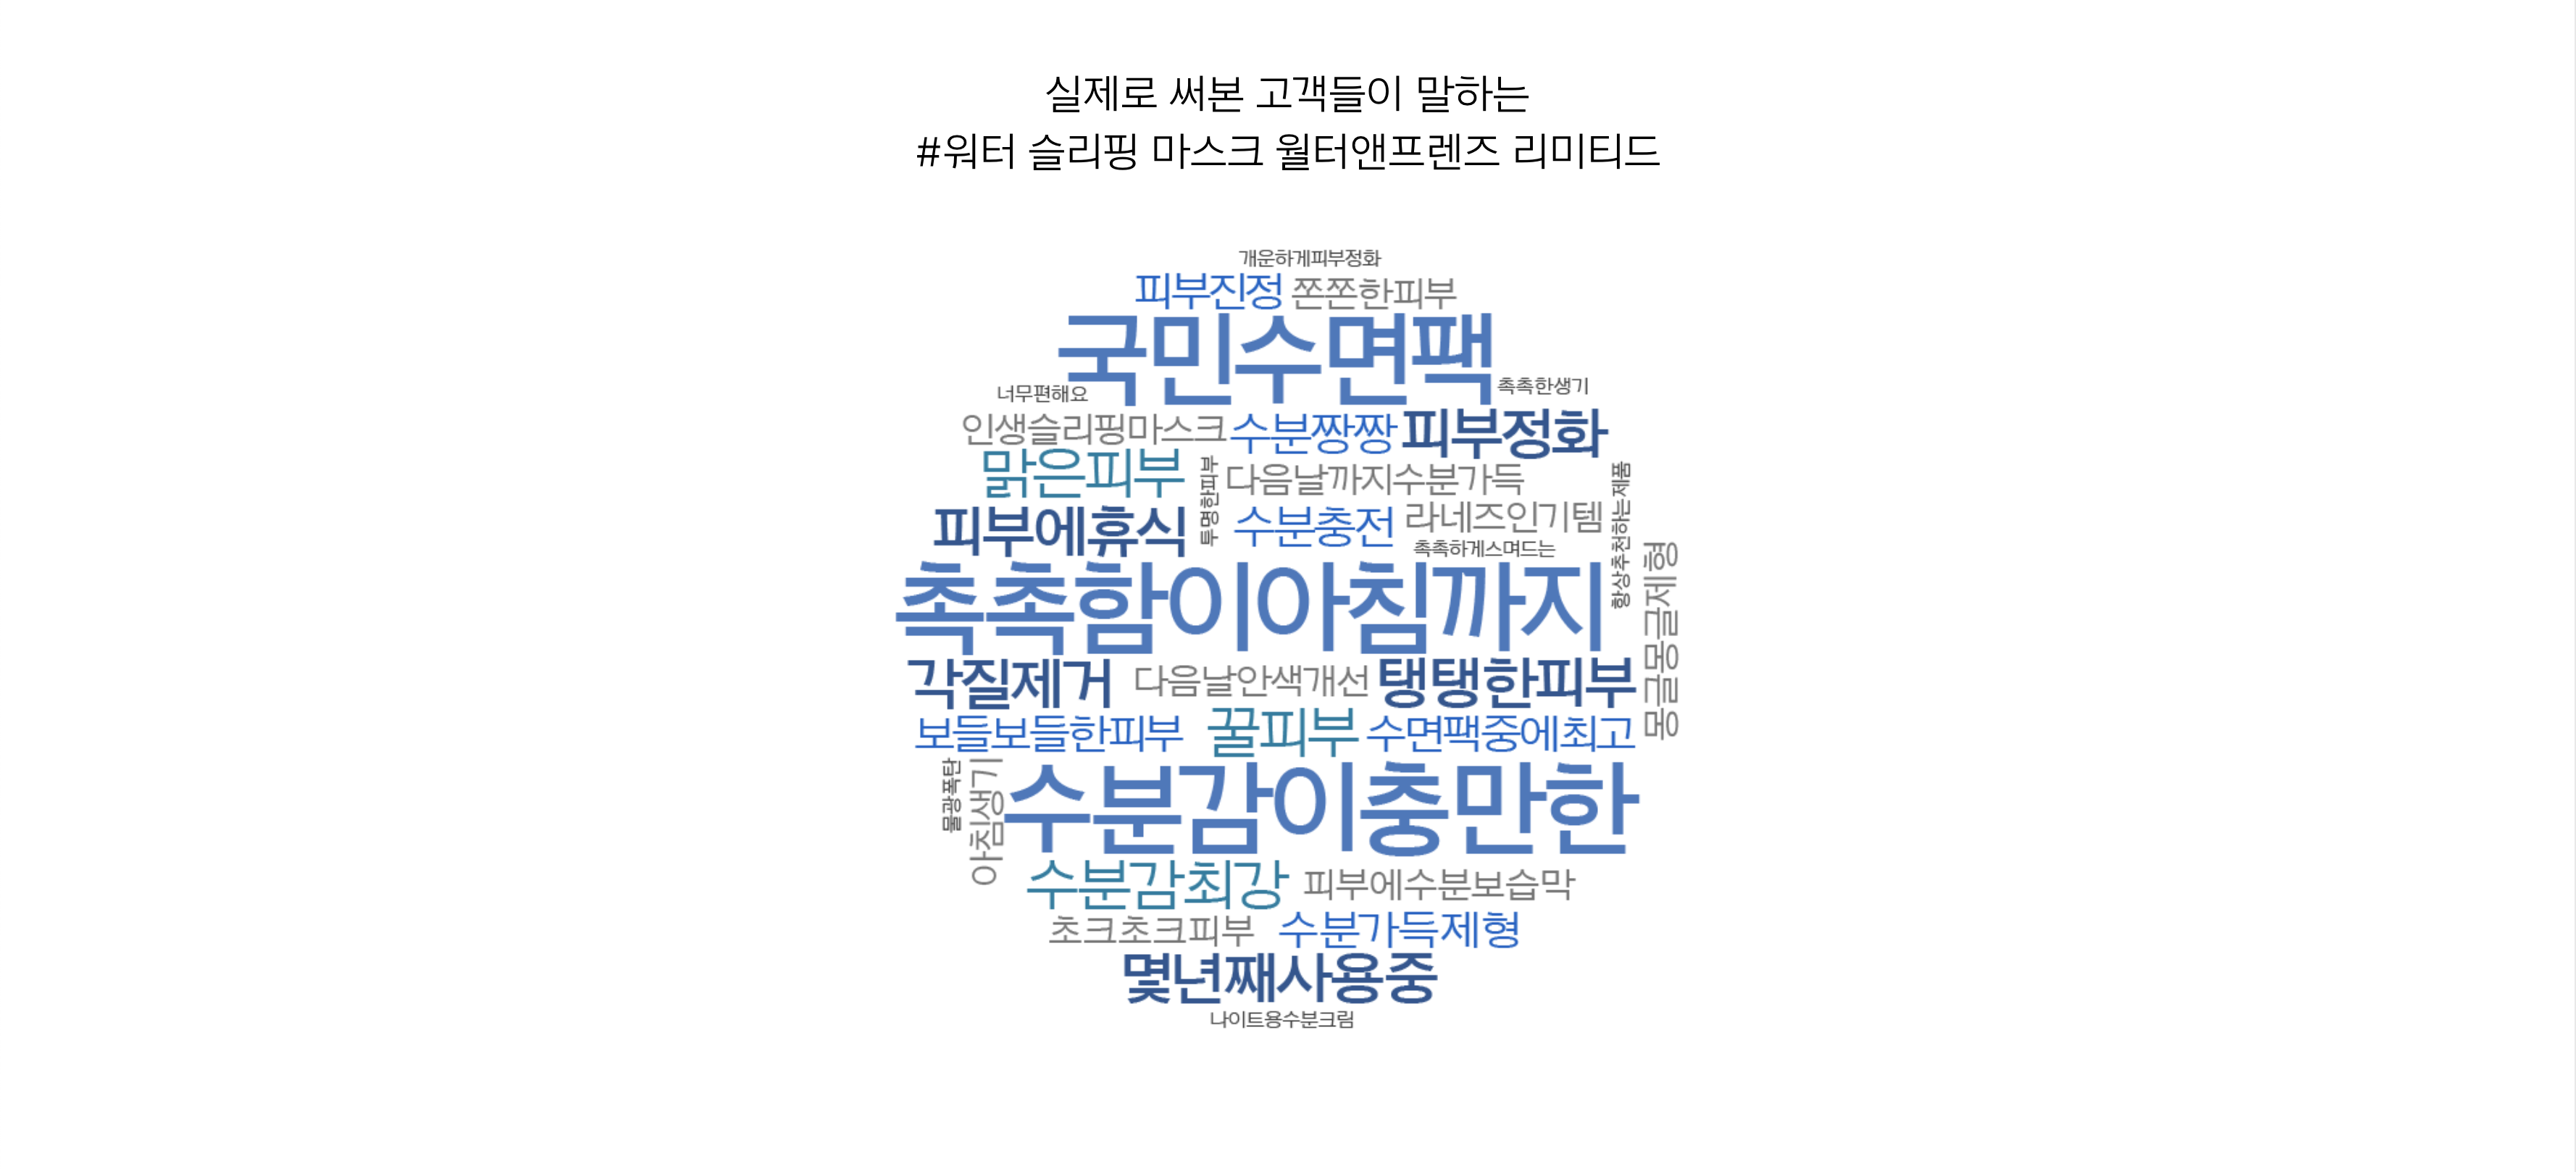 실제로 써본 고객들이 말하는
#워터 슬리핑 마스크 월터앤프렌즈 리미티드
개운하게피부정화
피부진정 쫀쫀한피부
국민수면팩
너무편해요
촉촉한생기
인생슬리핑마스크 수분짱짱 피부정화
맑은피부
투명한피부
다음날까지수분가득
항상추천하는제품
피부에휴식
수분충전
라네즈인기템
촉촉하게스며드는
몽글몽글제형
촉촉함이아침까지
각질제거 다음날안색개선 탱탱한피부
보들보들한피부 꿀피부 수면팩중에최고
물광폭탄
아침생기
수분감이충만한
수분감최강 피부에수분보습막
초크초크피부 수분가득제형
몇년째사용중
나이트용수분크림